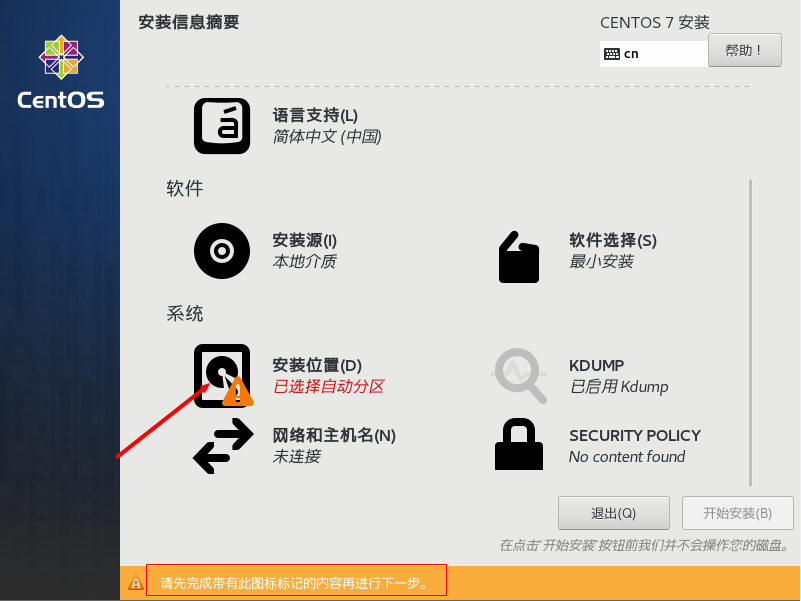 安装信息摘要
CENTOS 7 安装
cn
帮助！
CentOS
语言支持(L)
简体中文 (中国)
软件
安装源(I)
本地介质
软件选择(S)
最小安装
系统
安装位置(D)
已选择自动分区
KDUMP
已启用 Kdump
网络和主机名(N)
未连接
SECURITY POLICY
No content found
退出(Q)
开始安装(B)
在点击'开始安装'按钮前我们并不会操作您的磁盘。
请先完成带有此图标标记的内容再进行下一步。